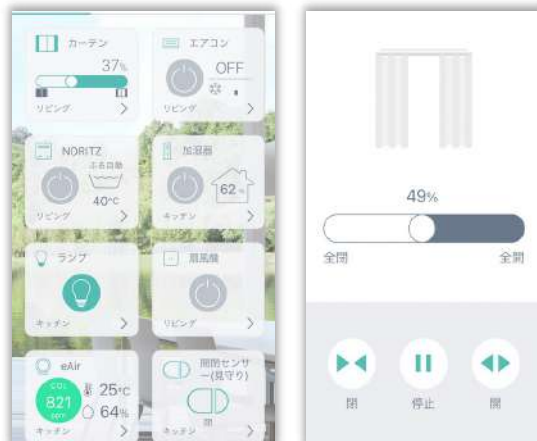 カーテン
37%
リビング
エアコン
OFF
リビング
NORITZ
ふろ自動
40℃
リビング
加湿器
62%
キッチン
ランプ
キッチン
扇風機
リビング
eAir
CO₂
821
ppm
25℃
64%
キッチン
開閉センサ
ー(見守り)
閉
キッチン
49%
全閉
全開
閉
停止
開